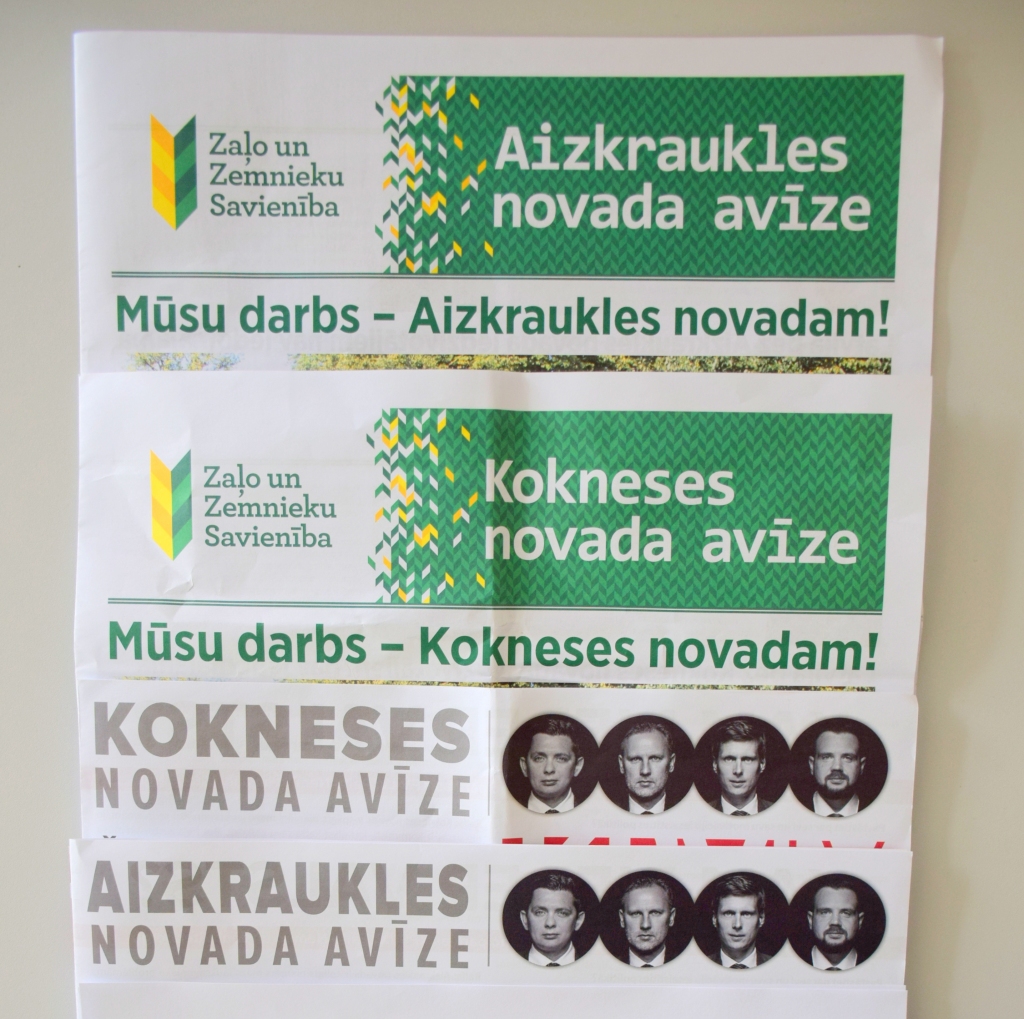 Zaļo un
Zemnieku
Savienība
Aizkraukles
novada avīze
Mūsu darbs – Aizkraukles novadam!
Zaļo un
Zemnieku
Savienība
Kokneses
novada avīze
Mūsu darbs – Kokneses novadam!
KOKNESES
NOVADA AVĪZE
AIZKRAUKLES
NOVADA AVĪZE